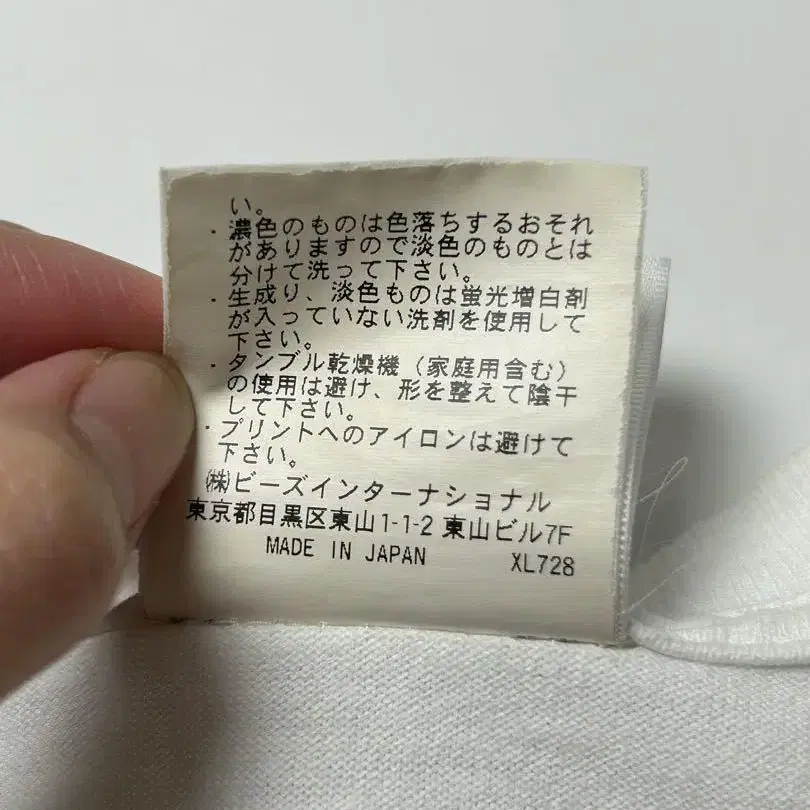 い。
・濃色のものは色落ちするおそれ
がありますので淡色のものとは
分けて洗って下さい。
・生成り、淡色ものは蛍光増白剤
が入っていない洗剤を使用して
下さい。
・タンブル乾燥機（家庭用含む）
の使用は避け、形を整えて陰干
して下さい。
・プリントへのアイロンは避けて
下さい。
㈱ビーズインターナショナル
東京都目黒区東山1-1-2 東山ビル7F
MADE IN JAPAN XL728